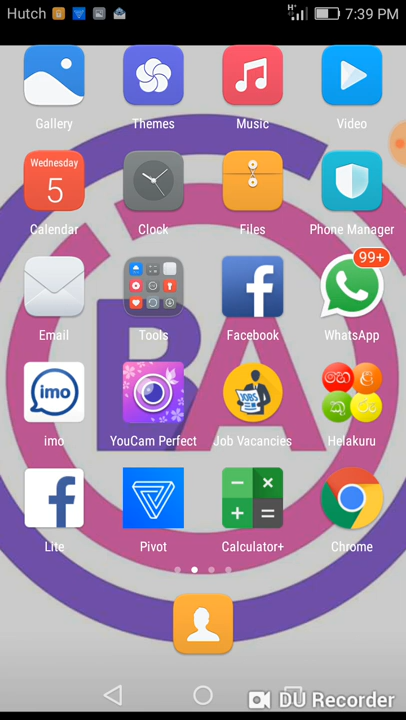 Hutch H+ 7:39 PM
Gallery Themes Music Video
Wednesday
5
Calendar Clock Files Phone Manager
99+
Email Tools Facebook WhatsApp
imo
හෙ ළ
කු රු
imo YouCam Perfect Job Vacancies Helakuru
Lite Pivot Calculator+ Chrome
DU Recorder